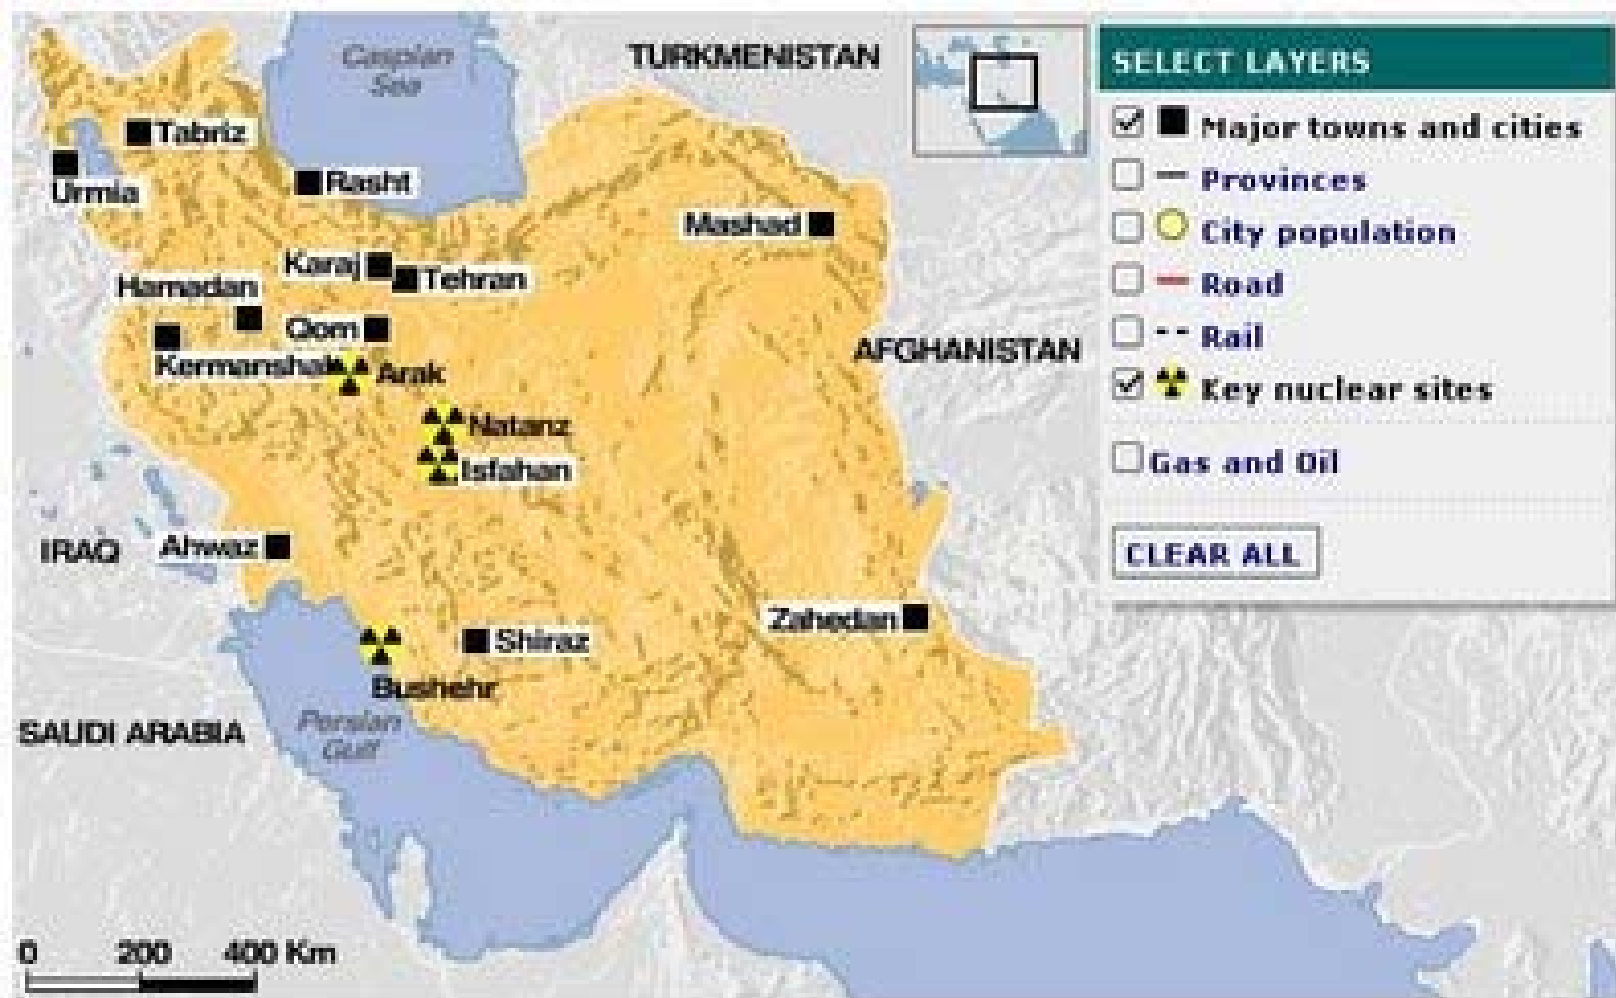 Caspian
Sea
TURKMENISTAN
SELECT LAYERS
Major towns and cities
Provinces
City population
Road
Rail
Key nuclear sites
Gas and Oil
CLEAR ALL
Tabriz
Urmia
Rasht
Mashad
Karaj
Tehran
Hamadan
Qom
Kermanshah
Arak
AFGHANISTAN
Natanz
Isfahan
IRAQ
Ahwaz
Zahedan
Shiraz
Bushehr
Persian
Gulf
SAUDI ARABIA
0 200 400 Km